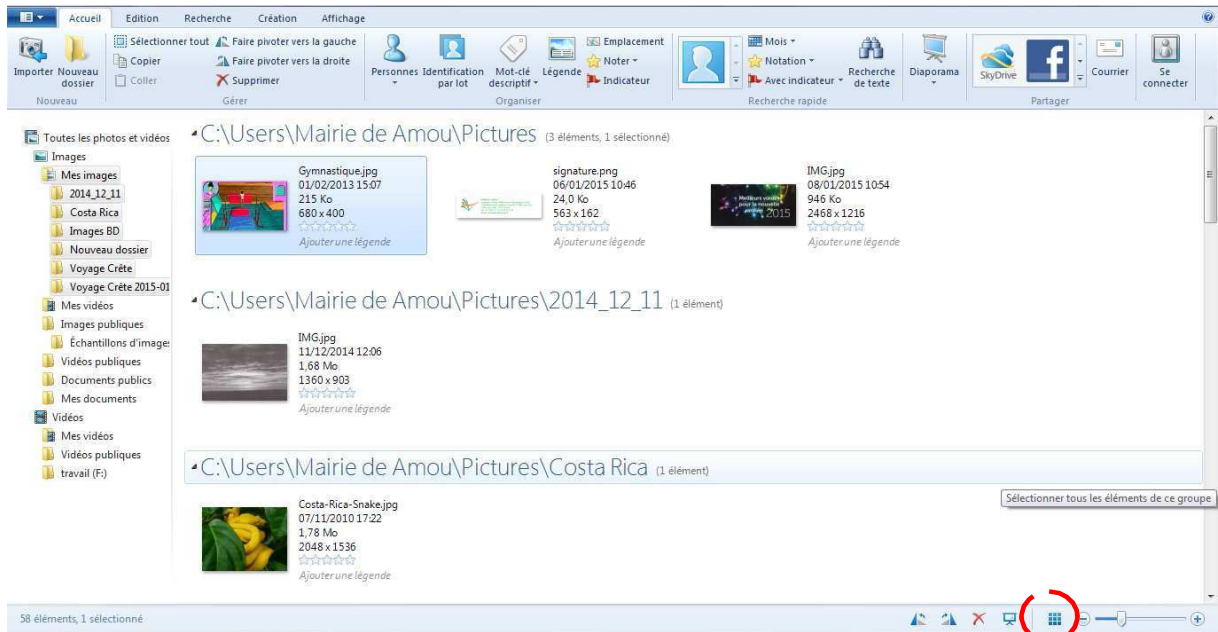 Accueil Edition Recherche Création Affichage
Importer
Nouveau dossier
Nouveau
Sélectionner tout
Copier
Coller
Faire pivoter vers la gauche
Faire pivoter vers la droite
Supprimer
Gérer
Personnes
Identification par lot
Mot-clé descriptif
Légende
Emplacement
Noter
Indicateur
Organiser
Mois
Notation
Avec indicateur
Recherche de texte
Recherche rapide
Diaporama
SkyDrive
Courrier
Partager
Se connecter
Toutes les photos et vidéos
Images
Mes images
2014_12_11
Costa Rica
Images BD
Nouveau dossier
Voyage Crête
Voyage Crête 2015-01
Mes vidéos
Images publiques
Échantillons d'image
Vidéos publiques
Documents publics
Mes documents
Vidéos
Mes vidéos
Vidéos publiques
travail (F:)
C:\Users\Mairie de Amou\Pictures (3 éléments, 1 sélectionné)
Gymnastique.jpg
01/02/2013 15:07
215 Ko
680 x 400
Ajouter une légende
signature.png
06/01/2015 10:46
24,0 Ko
563 x 162
Ajouter une légende
Meilleurs vœux
pour la nouvelle
année 2015
IMG.jpg
08/01/2015 10:54
946 Ko
2468 x 1216
Ajouter une légende
C:\Users\Mairie de Amou\Pictures\2014_12_11 (1 élément)
IMG.jpg
11/12/2014 12:06
1,68 Mo
1360 x 903
Ajouter une légende
C:\Users\Mairie de Amou\Pictures\Costa Rica (1 élément)
Costa-Rica-Snake.jpg
07/11/2010 17:22
1,78 Mo
2048 x 1536
Ajouter une légende
Sélectionner tous les éléments de ce groupe
58 éléments, 1 sélectionné